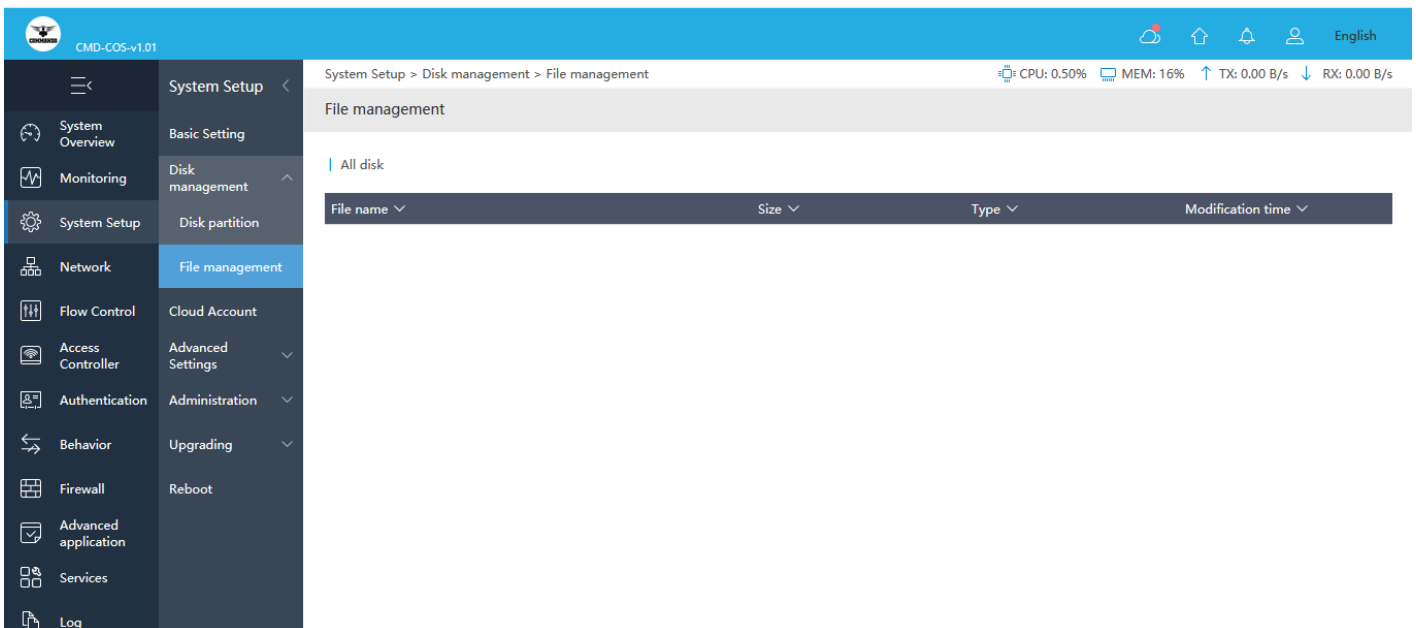 COMMANDO
CMD-COS-v1.01
English
System Setup
System Setup > Disk management > File management
CPU: 0.50%
MEM: 16%
TX: 0.00 B/s
RX: 0.00 B/s
File management
System
Overview
Monitoring
System Setup
Network
Flow Control
Access
Controller
Authentication
Behavior
Firewall
Advanced
application
Services
Log
Basic Setting
Disk
management
Disk partition
File management
Cloud Account
Advanced
Settings
Administration
Upgrading
Reboot
All disk
File name
Size
Type
Modification time